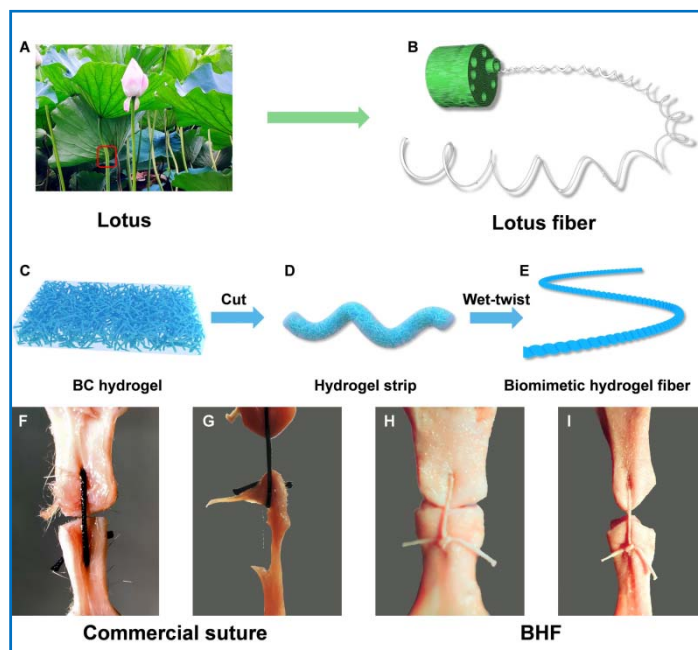 A
B
Lotus
Lotus fiber
C
Cut
D
Wet-twist
E
BC hydrogel
Hydrogel strip
Biomimetic hydrogel fiber
F
G
H
I
Commercial suture
BHF